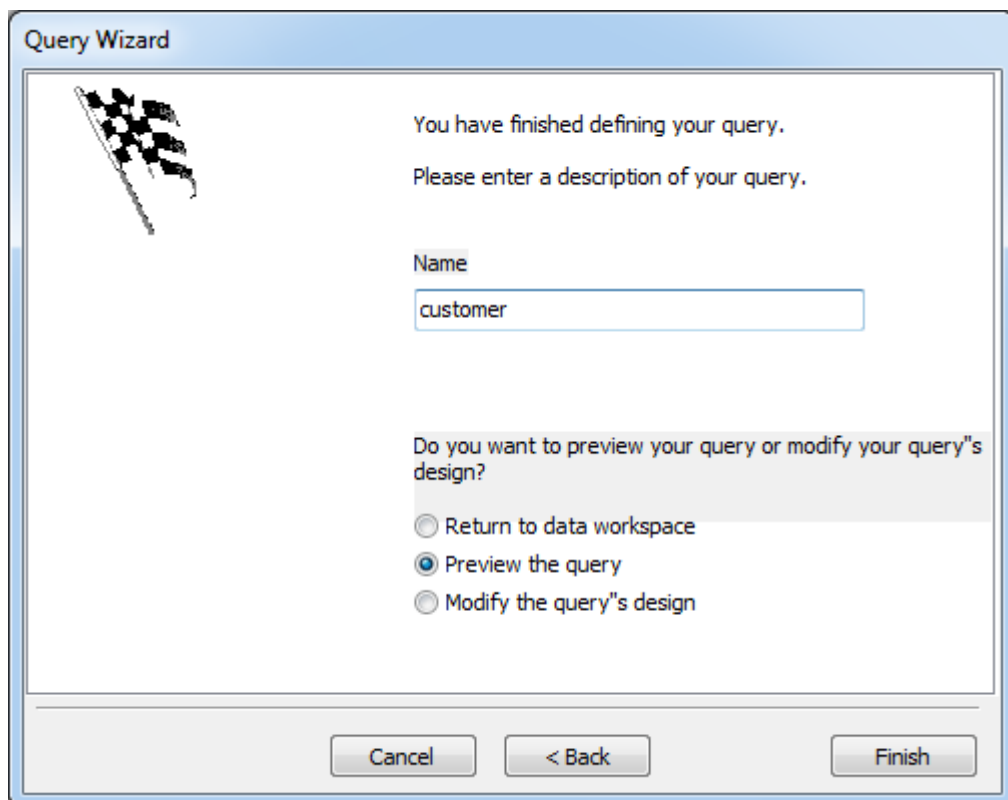 Query Wizard
You have finished defining your query.
Please enter a description of your query.
Name
customer
Do you want to preview your query or modify your query"s
design?
Return to data workspace
Preview the query
Modify the query"s design
Cancel
< Back
Finish